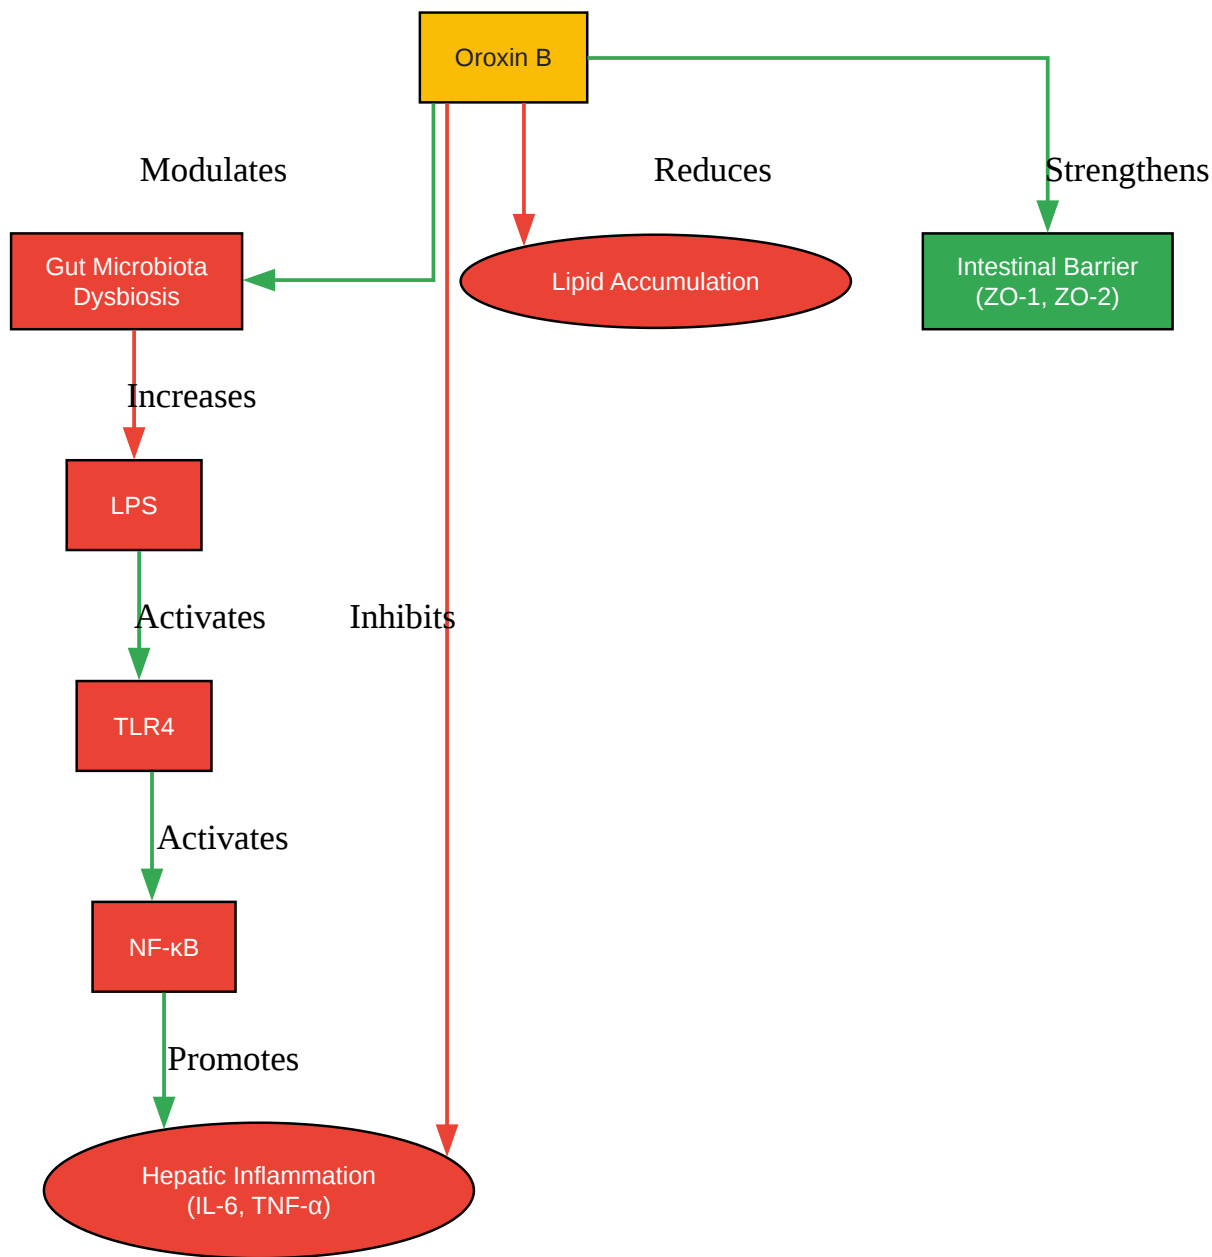 Oroxin B
Modulates
Reduces
Strengthens
Gut Microbiota
Dysbiosis
Lipid Accumulation
Intestinal Barrier
(ZO-1, ZO-2)
Increases
LPS
Activates
Inhibits
TLR4
Activates
NF-κB
Promotes
Hepatic Inflammation
(IL-6, TNF-α)